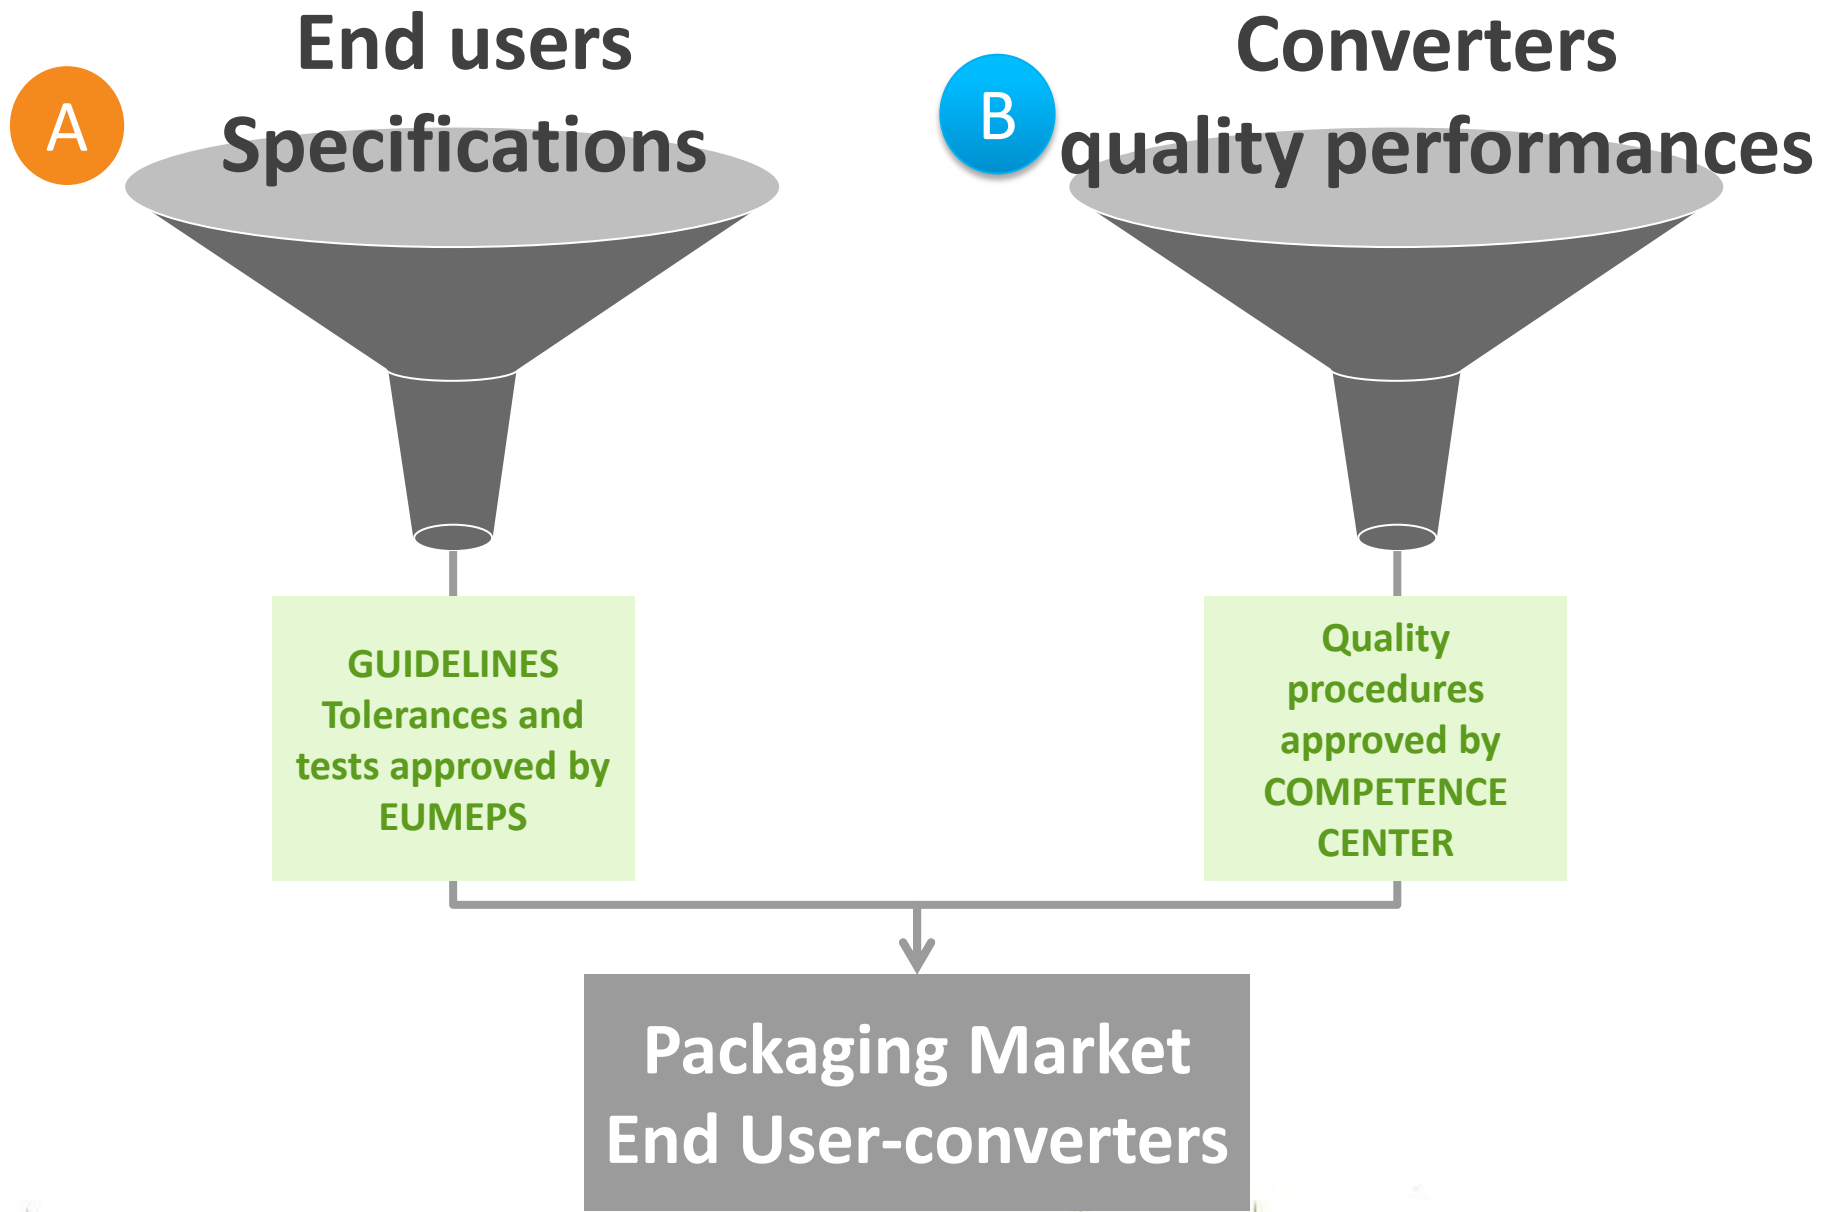 A
End users
Specifications
B
Converters
quality performances
GUIDELINES
Tolerances and
tests approved by
EUMEPS
Quality
procedures
approved by
COMPETENCE
CENTER
Packaging Market
End User-converters